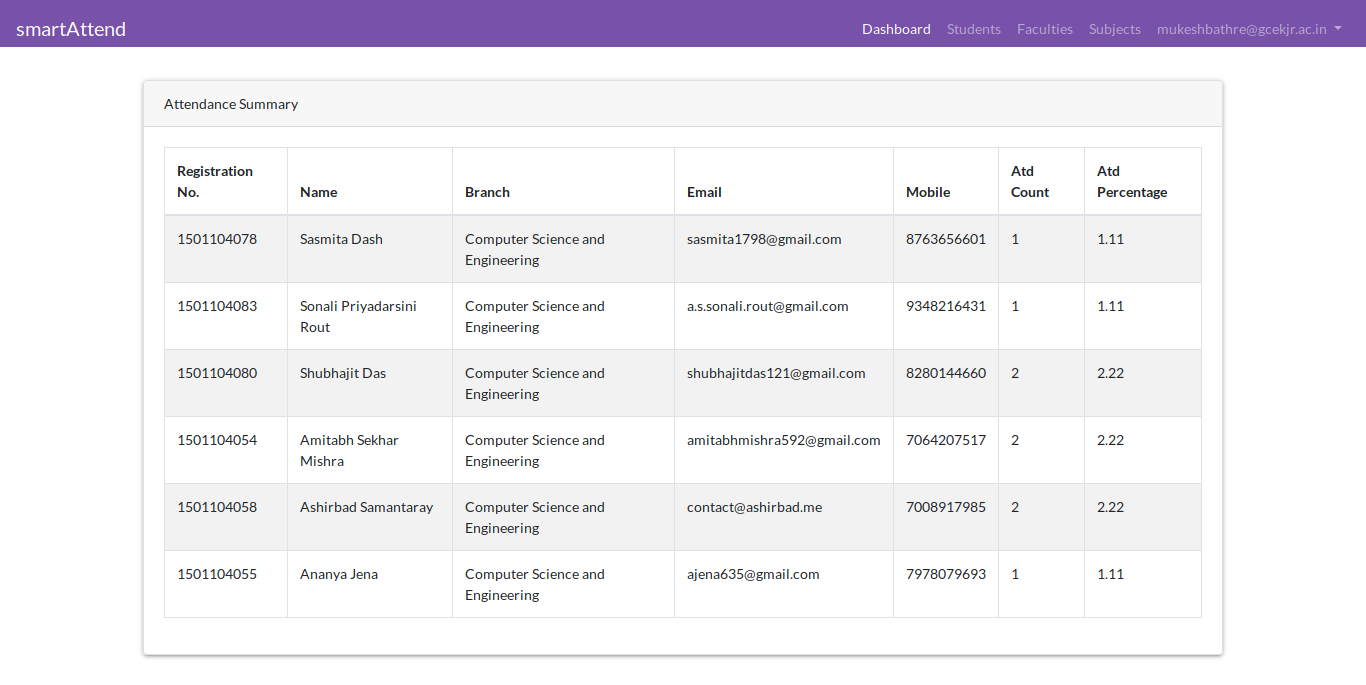 smartAttend Dashboard Students Faculties Subjects mukeshbathre@gcekjr.ac.in
Attendance Summary
Registration No. Name Branch Email Mobile Atd Count Atd Percentage
1501104078 Sasmita Dash Computer Science and Engineering sasmita1798@gmail.com 8763656601 1 1.11
1501104083 Sonali Priyadarsini Rout Computer Science and Engineering a.s.sonali.rout@gmail.com 9348216431 1 1.11
1501104080 Shubhajit Das Computer Science and Engineering shubhajitdas121@gmail.com 8280144660 2 2.22
1501104054 Amitabh Sekhar Mishra Computer Science and Engineering amitabhmishra592@gmail.com 7064207517 2 2.22
1501104058 Ashirbad Samantaray Computer Science and Engineering contact@ashirbad.me 7008917985 2 2.22
1501104055 Ananya Jena Computer Science and Engineering ajena635@gmail.com 7978079693 1 1.11